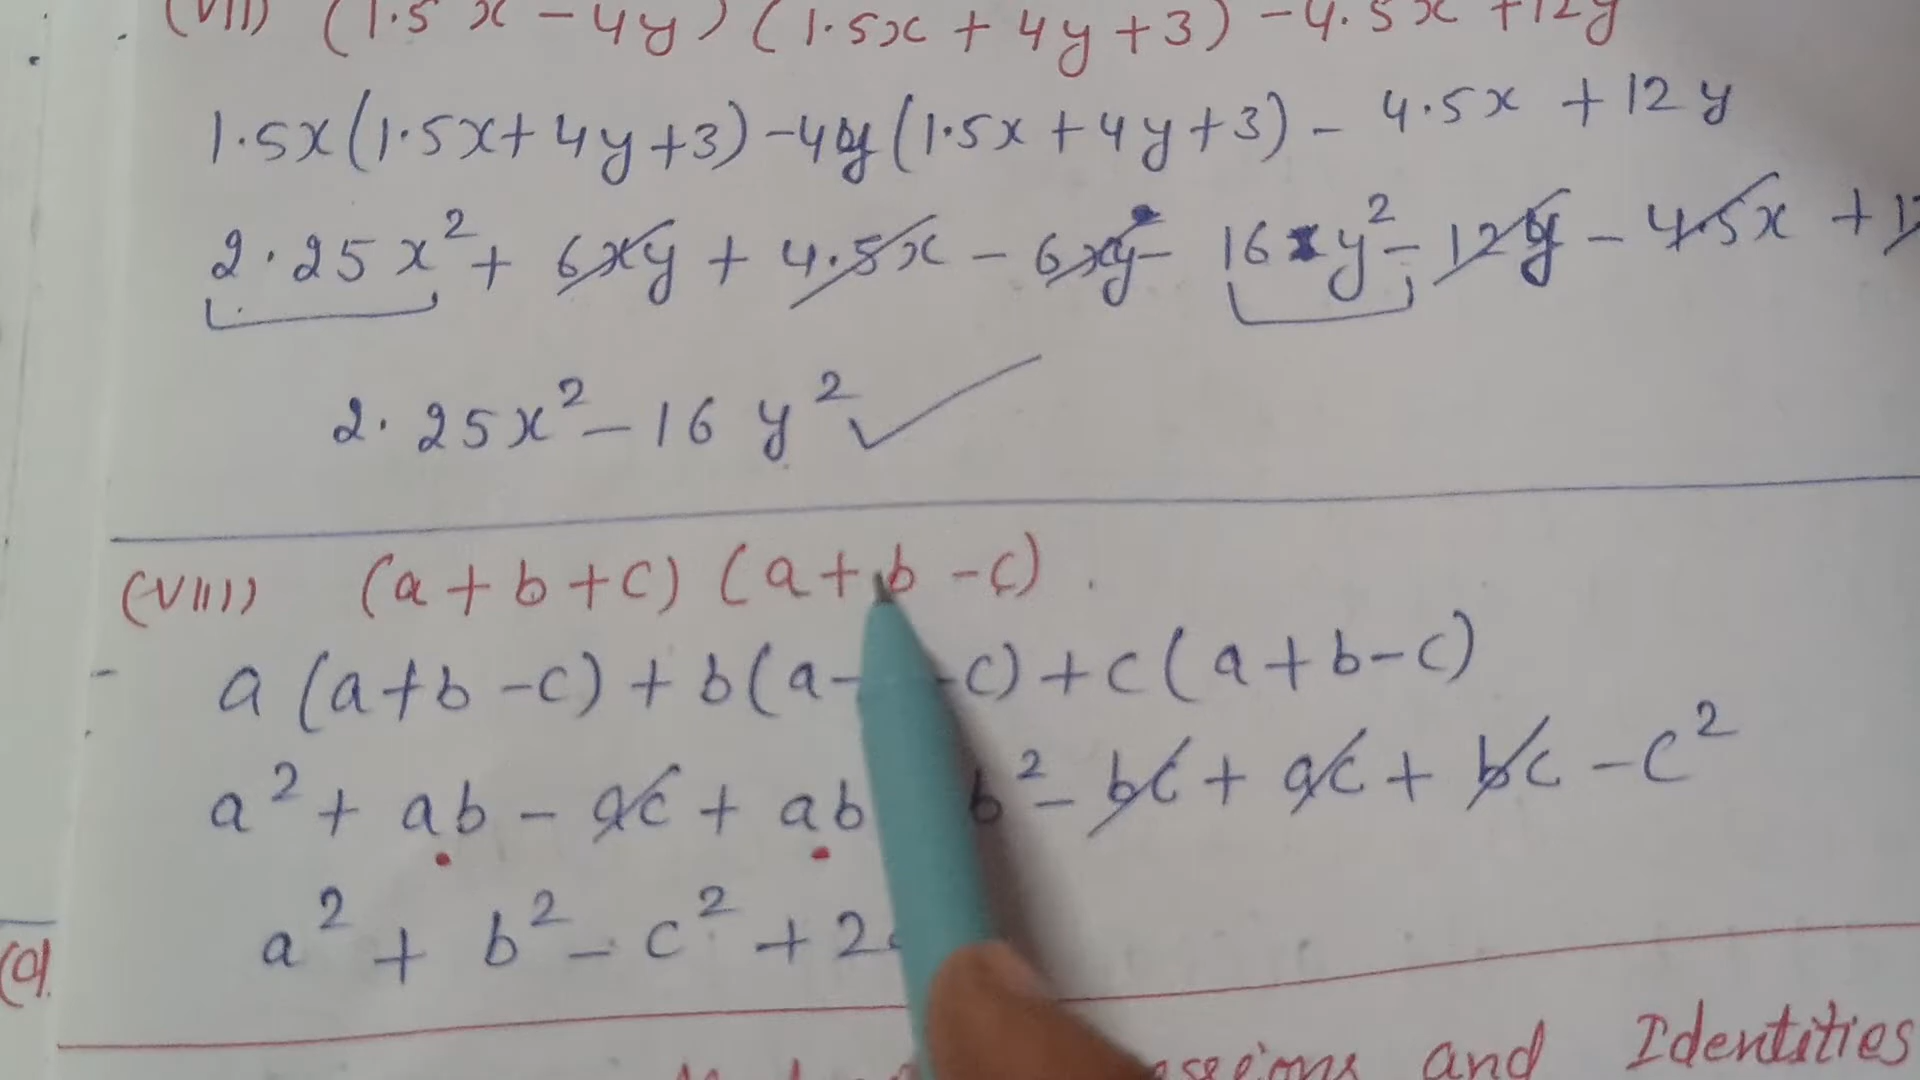 (VII) (1.5x - 4y) (1.5x + 4y + 3) - 4.5x + 12y
1.5x(1.5x + 4y + 3) - 4y(1.5x + 4y + 3) - 4.5x + 12y
2.25x² + 6xy + 4.5x - 6xy - 16y² - 12y - 4.5x +
2.25x² - 16y² ✓
(VIII) (a + b + c) (a + b - c).
a(a + b - c) + b(a - c) + c(a + b - c)
a² + ab - ac + ab b² - bc + ac + bc - c²
a² + b² - c² + 2
and Identities